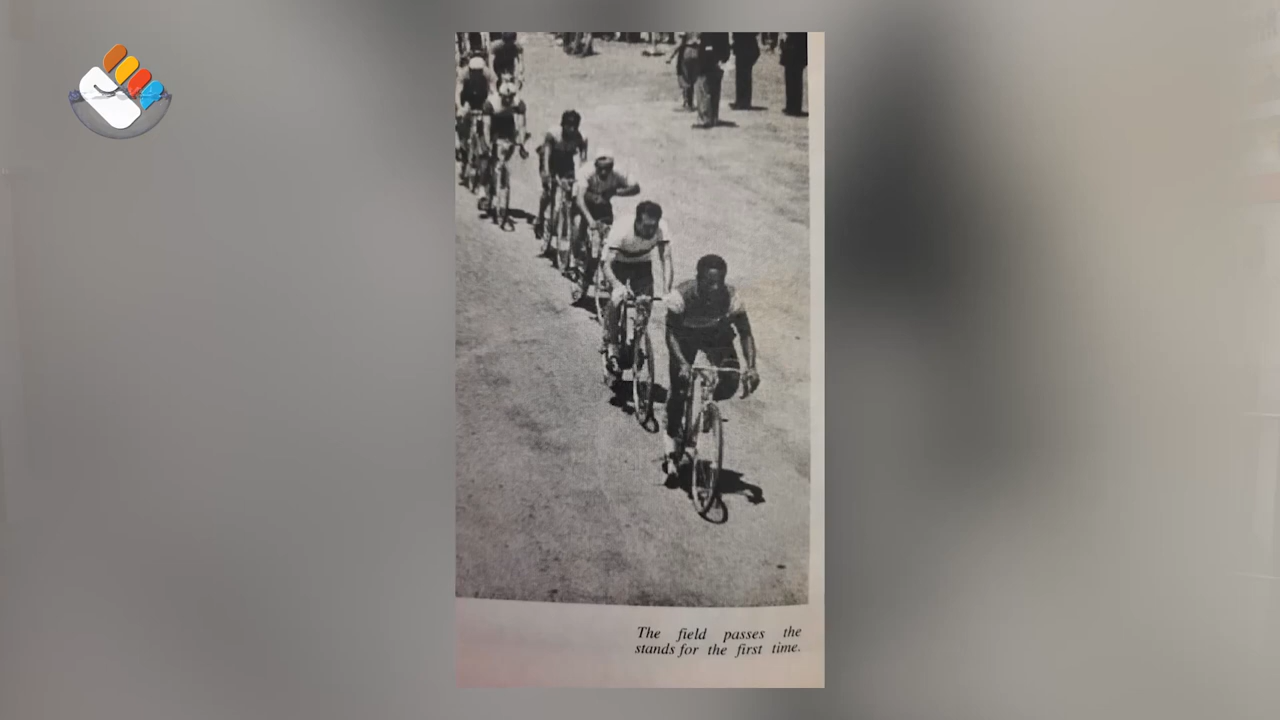 The field passes the
stands for the first time.